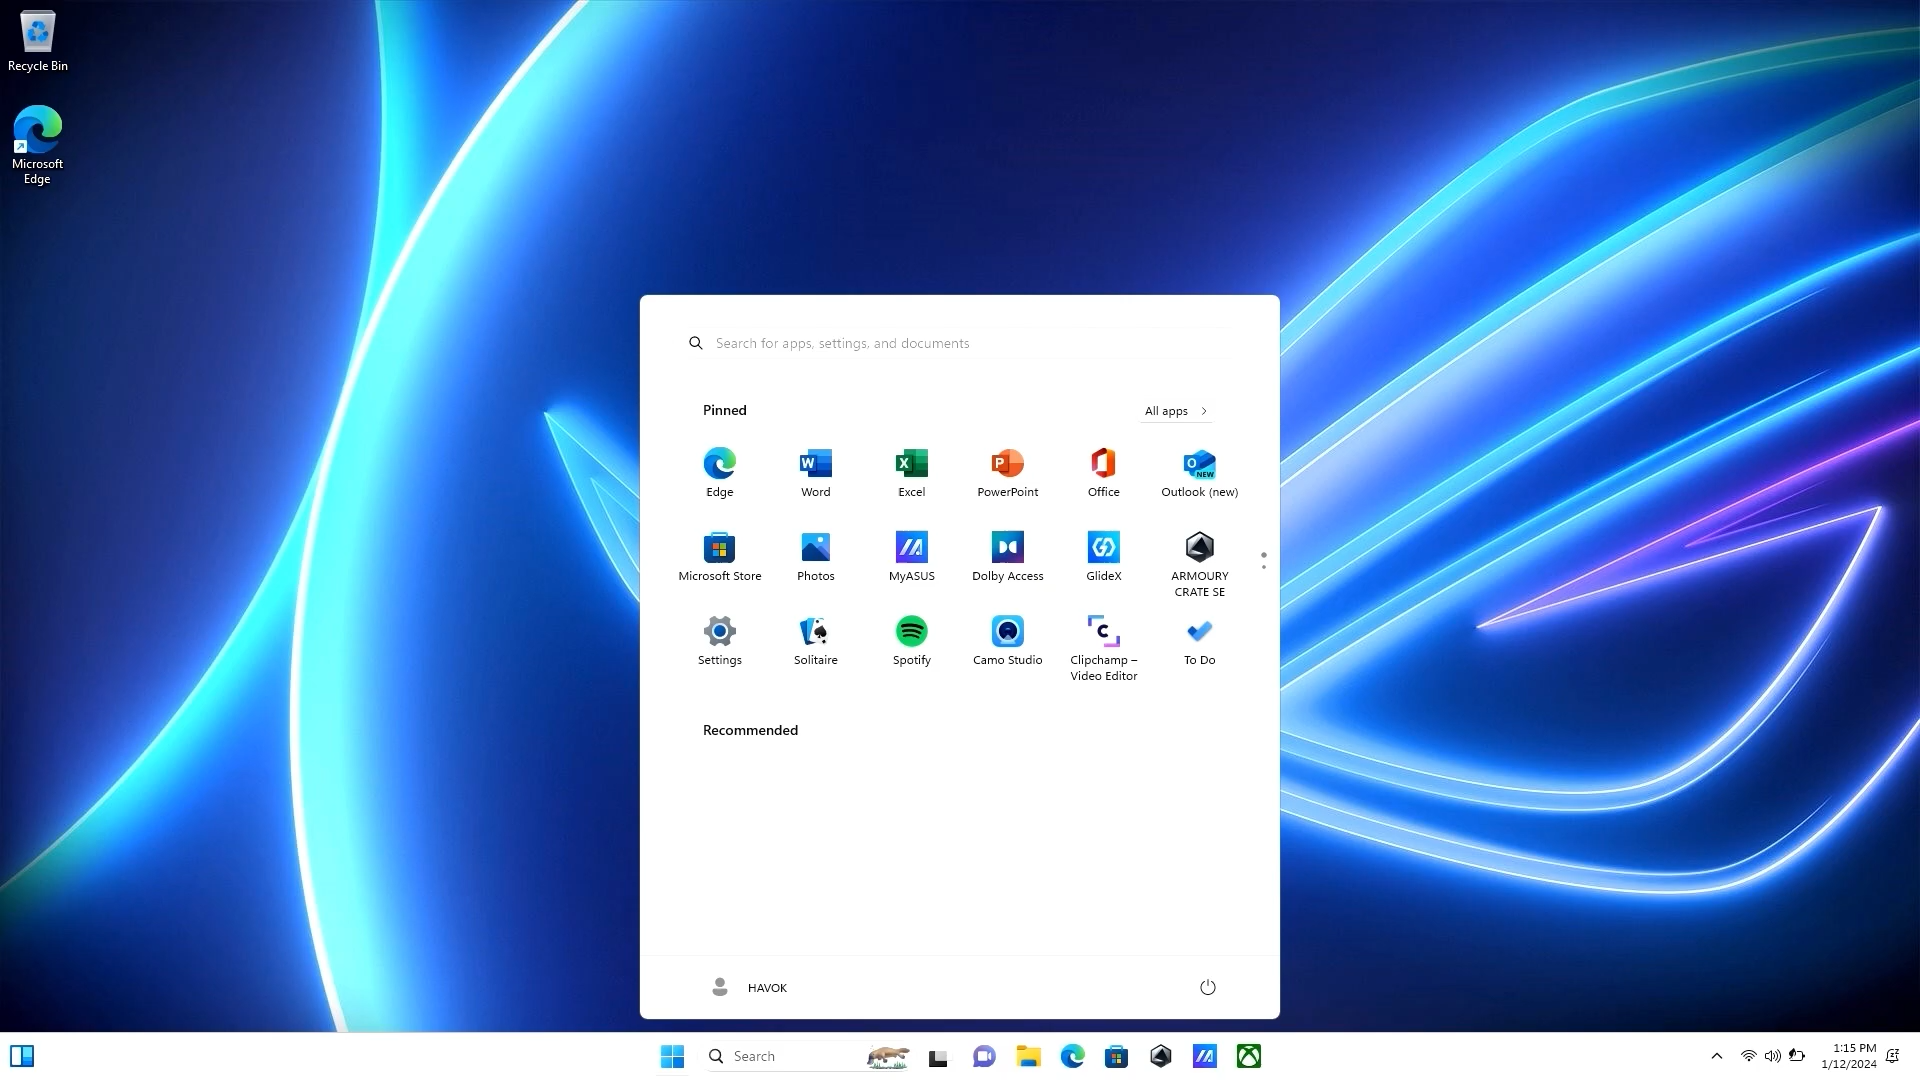 Recycle Bin
Microsoft
Edge
Search for apps, settings, and documents
Pinned
All apps
Edge
Word
Excel
PowerPoint
Office
Outlook (new)
Microsoft Store
Photos
MyASUS
Dolby Access
GlideX
ARMOURY
CRATE SE
Settings
Solitaire
Spotify
Camo Studio
Clipchamp –
Video Editor
To Do
Recommended
HAVOK
Search
1:15 PM
1/12/2024